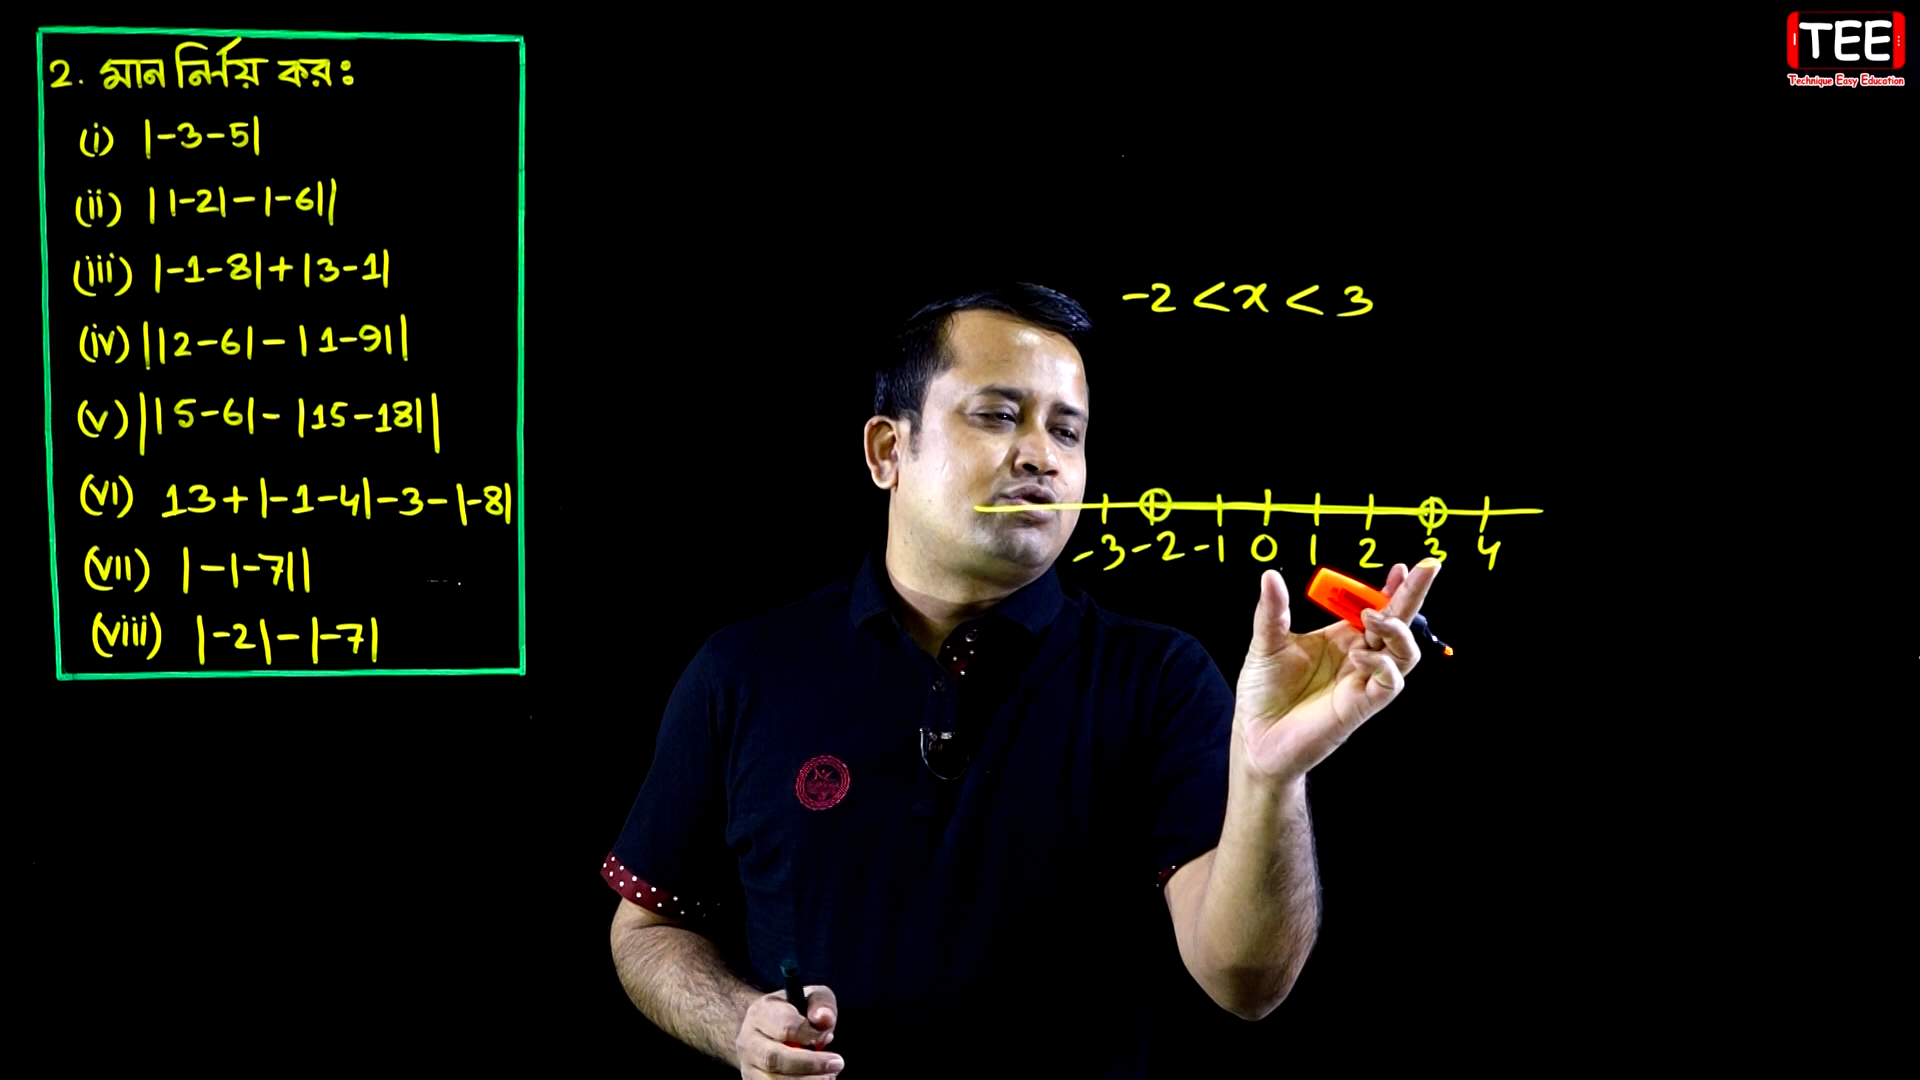 2. মান নির্ণয় কর :
(i) |-3-5|
(ii) ||-2|-|-6||
(iii) |-1-8|+|3-1|
(iv) ||2-6|-|1-9||
(v) ||5-6|-|15-18||
(vi) 13+|-1-4|-3-|-8|
(vii) |-|-7||
(viii) |-2|-|-7|
-2 < x < 3
-3 -2 -1 0 1 2 3 4
TEE
Technique Easy Education